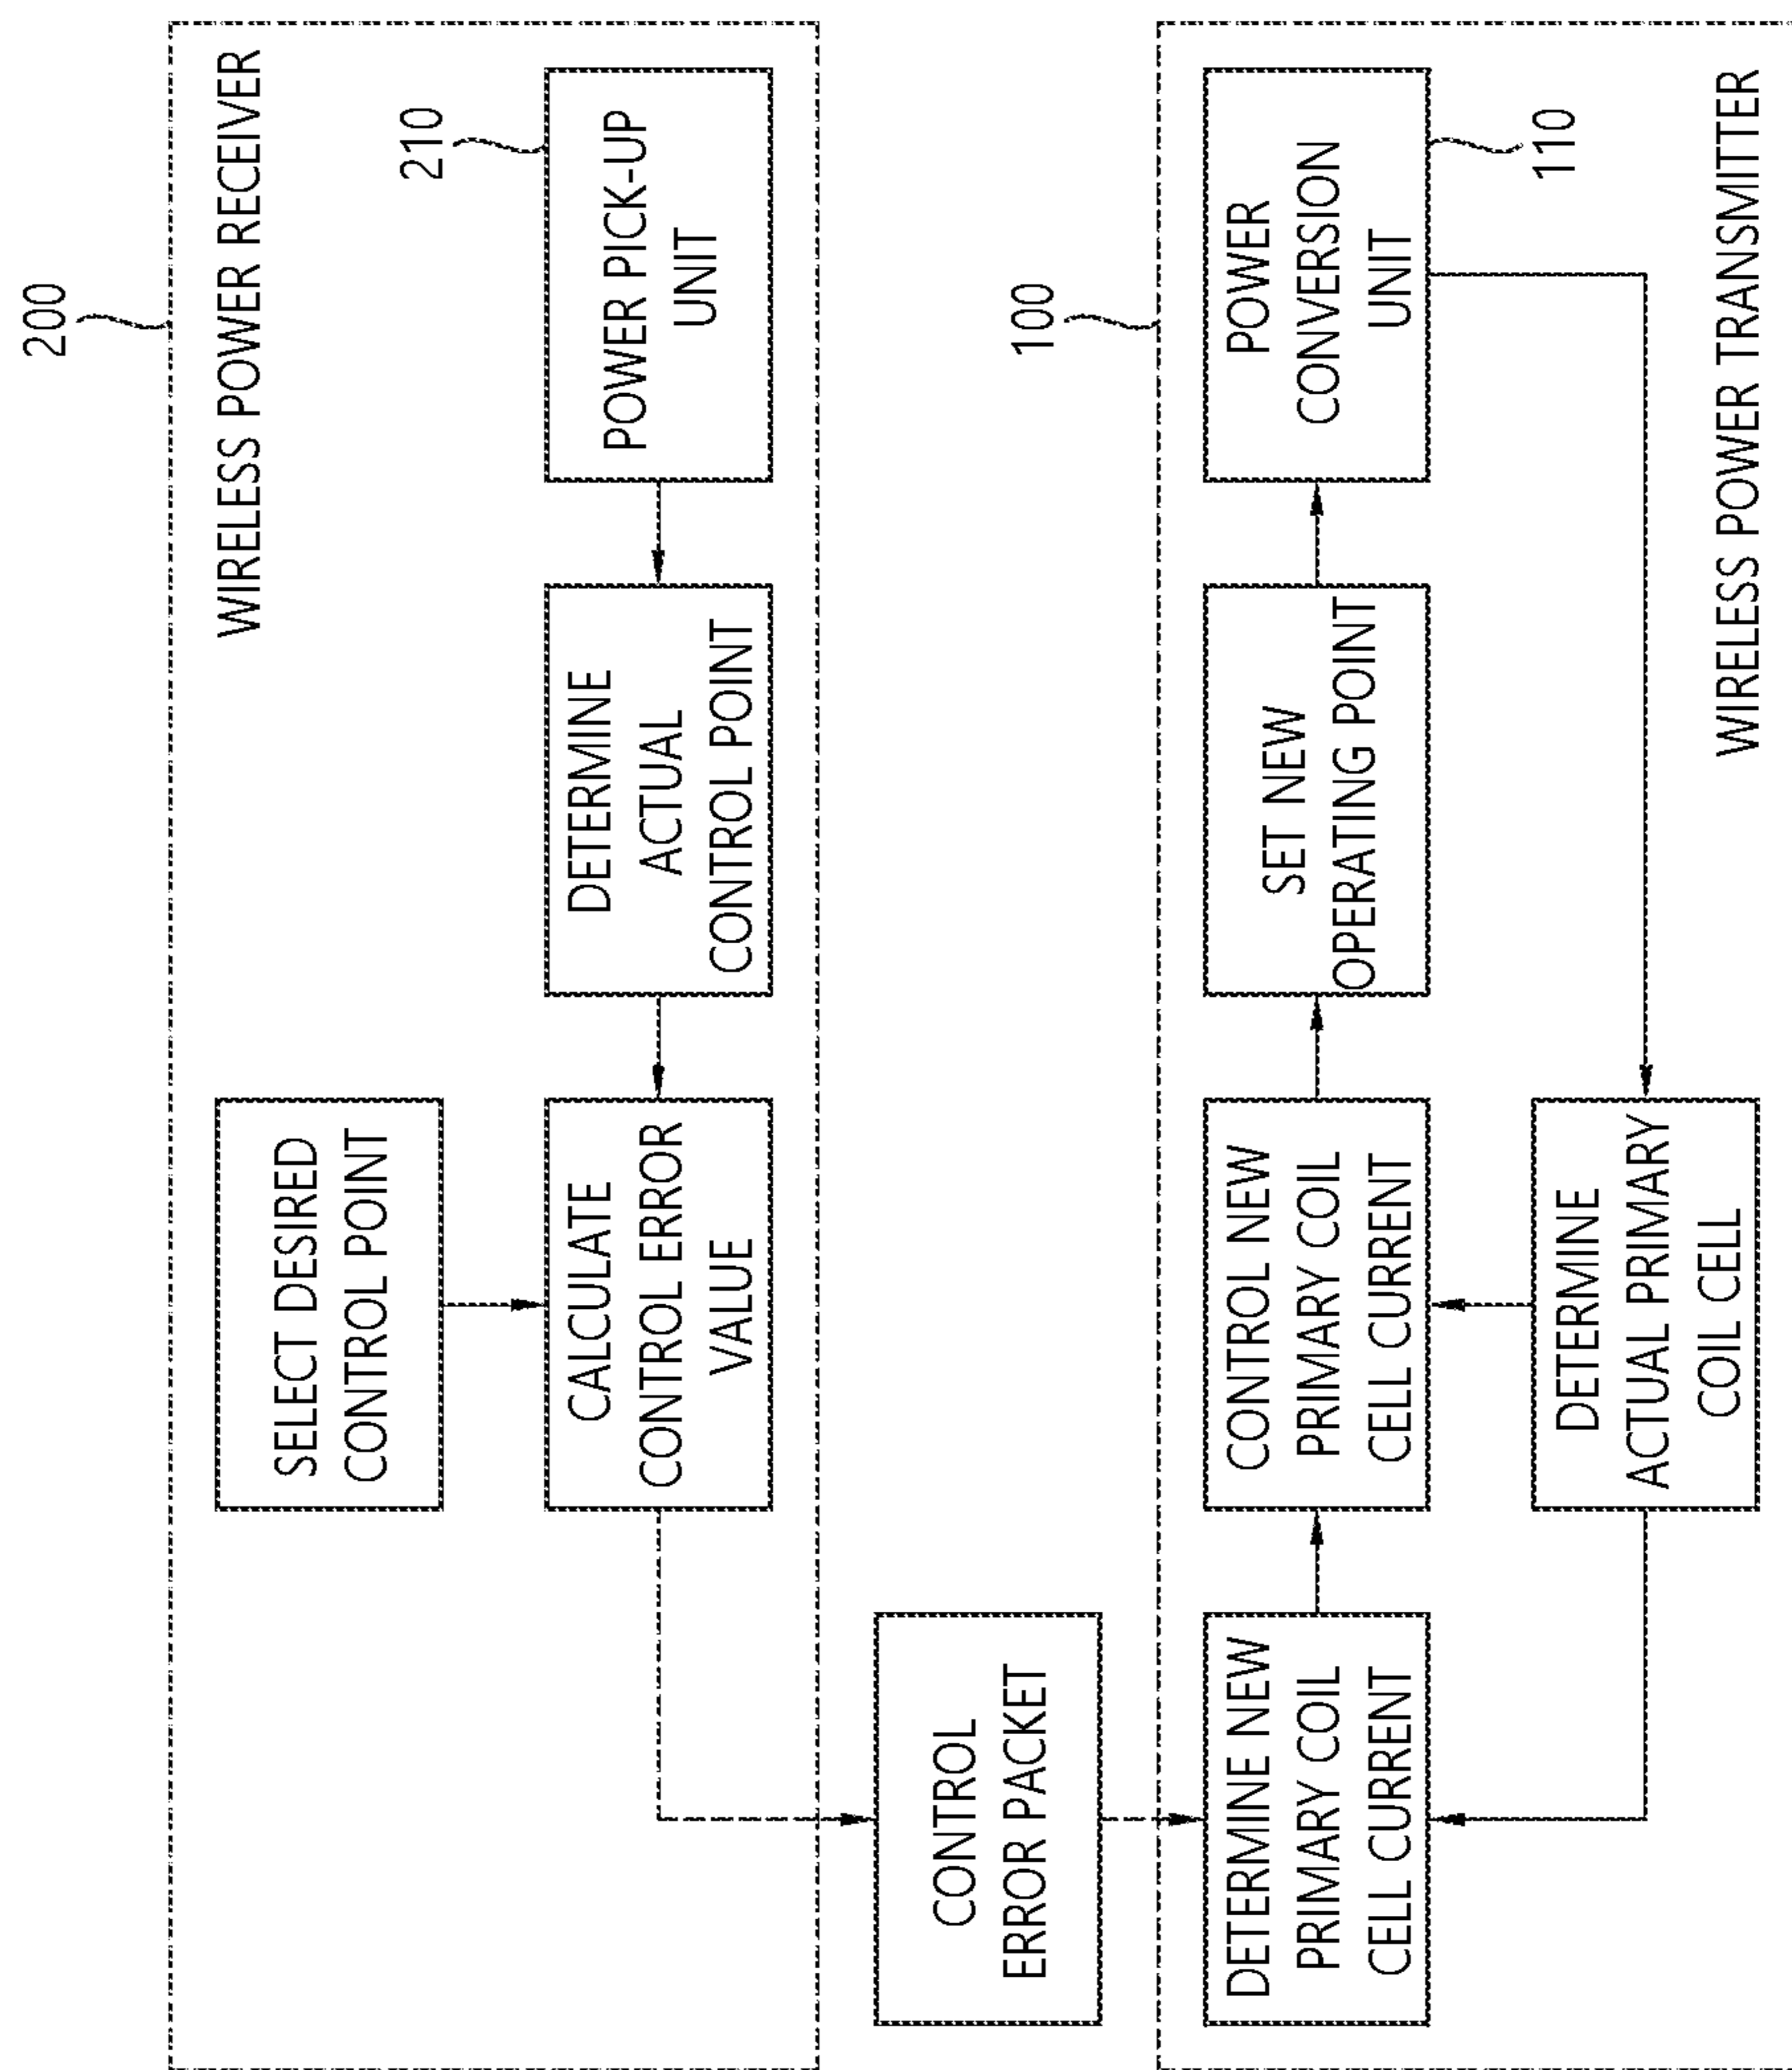 200
WIRELESS POWER RECEIVER
SELECT DESIRED
CONTROL POINT
210
POWER PICK-UP
UNIT
DETERMINE
ACTUAL
CONTROL POINT
CALCULATE
CONTROL ERROR
VALUE
CONTROL
ERROR PACKET
100
DETERMINE NEW
PRIMARY COIL
CELL CURRENT
CONTROL NEW
PRIMARY COIL
CELL CURRENT
SET NEW
OPERATING POINT
POWER
CONVERSION
UNIT
110
DETERMINE
ACTUAL PRIMARY
COIL CELL
WIRELESS POWER TRANSMITTER